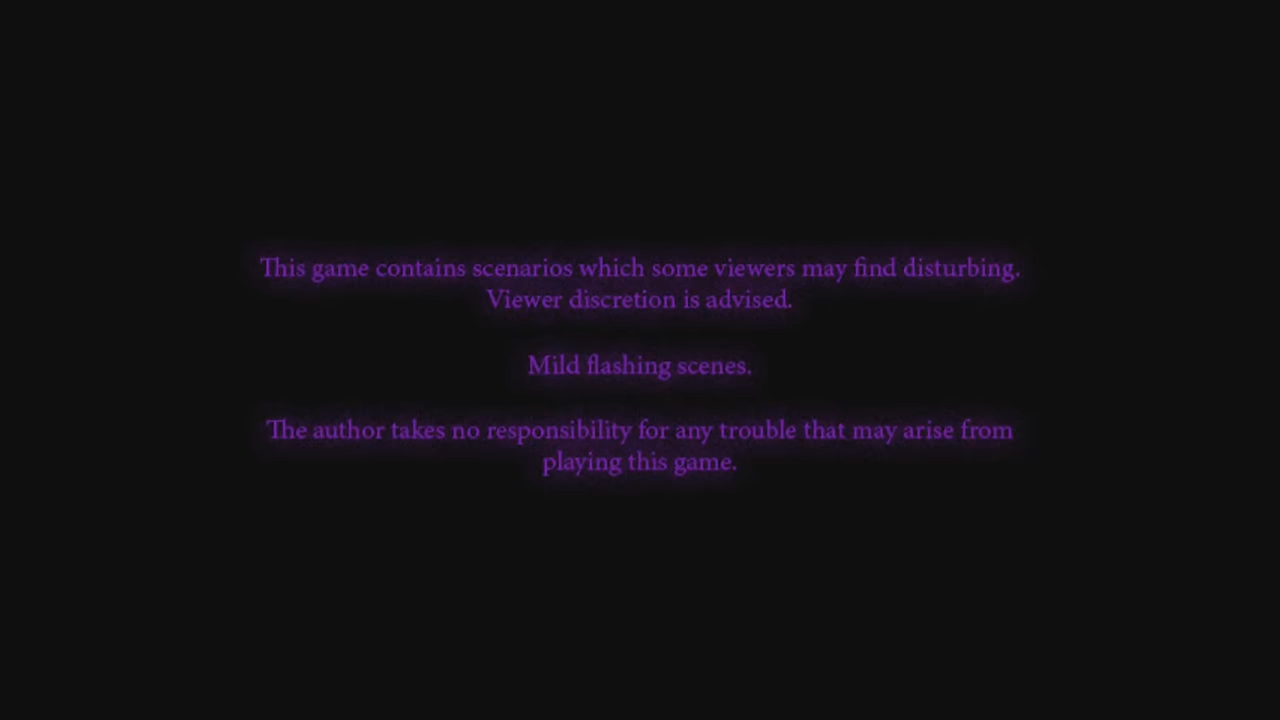 This game contains scenarios which some viewers may find disturbing.
Viewer discretion is advised.
Mild flashing scenes.
The author takes no responsibility for any trouble that may arise from
playing this game.